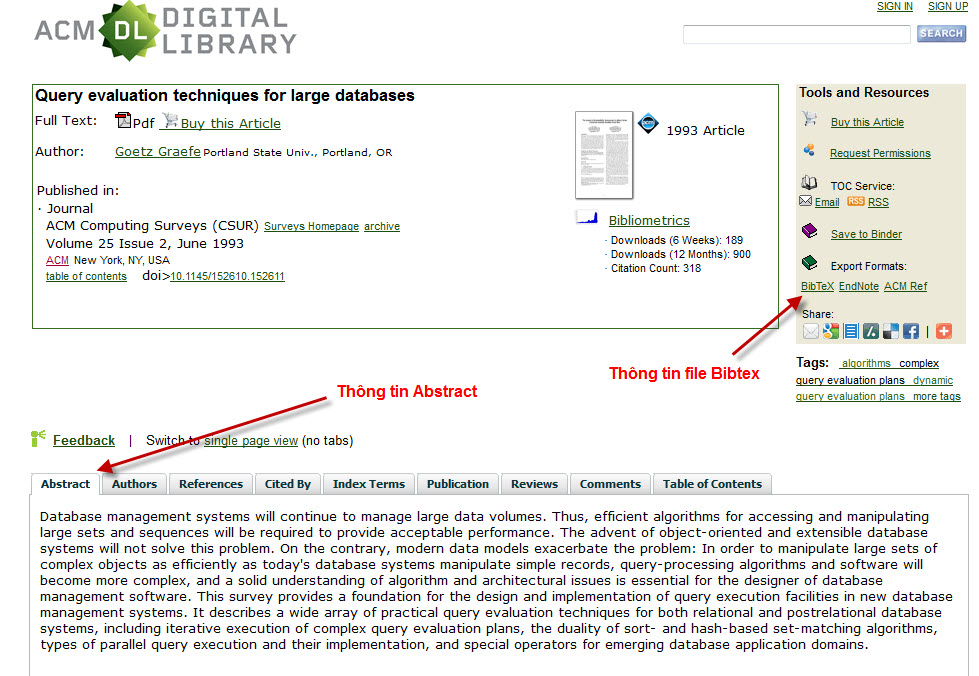 SIGN IN SIGN UP
ACM DL DIGITAL LIBRARY
SEARCH
Query evaluation techniques for large databases
Full Text: Pdf Buy this Article
Author: Goetz Graefe Portland State Univ., Portland, OR
Published in:
· Journal
ACM Computing Surveys (CSUR) Surveys Homepage archive
Volume 25 Issue 2, June 1993
ACM New York, NY, USA
table of contents doi>10.1145/152610.152611
1993 Article
Bibliometrics
· Downloads (6 Weeks): 189
· Downloads (12 Months): 900
· Citation Count: 318
Tools and Resources
Buy this Article
Request Permissions
TOC Service:
Email RSS RSS
Save to Binder
Export Formats:
BibTeX EndNote ACM Ref
Share:
|
Thông tin file Bibtex
Tags: algorithms complex
query evaluation plans dynamic
query evaluation plans more tags
Thông tin Abstract
Feedback | Switch to single page view (no tabs)
Abstract Authors References Cited By Index Terms Publication Reviews Comments Table of Contents
Database management systems will continue to manage large data volumes. Thus, efficient algorithms for accessing and manipulating
large sets and sequences will be required to provide acceptable performance. The advent of object-oriented and extensible database
systems will not solve this problem. On the contrary, modern data models exacerbate the problem: In order to manipulate large sets of
complex objects as efficiently as today's database systems manipulate simple records, query-processing algorithms and software will
become more complex, and a solid understanding of algorithm and architectural issues is essential for the designer of database
management software. This survey provides a foundation for the design and implementation of query execution facilities in new database
management systems. It describes a wide array of practical query evaluation techniques for both relational and postrelational database
systems, including iterative execution of complex query evaluation plans, the duality of sort- and hash-based set-matching algorithms,
types of parallel query execution and their implementation, and special operators for emerging database application domains.